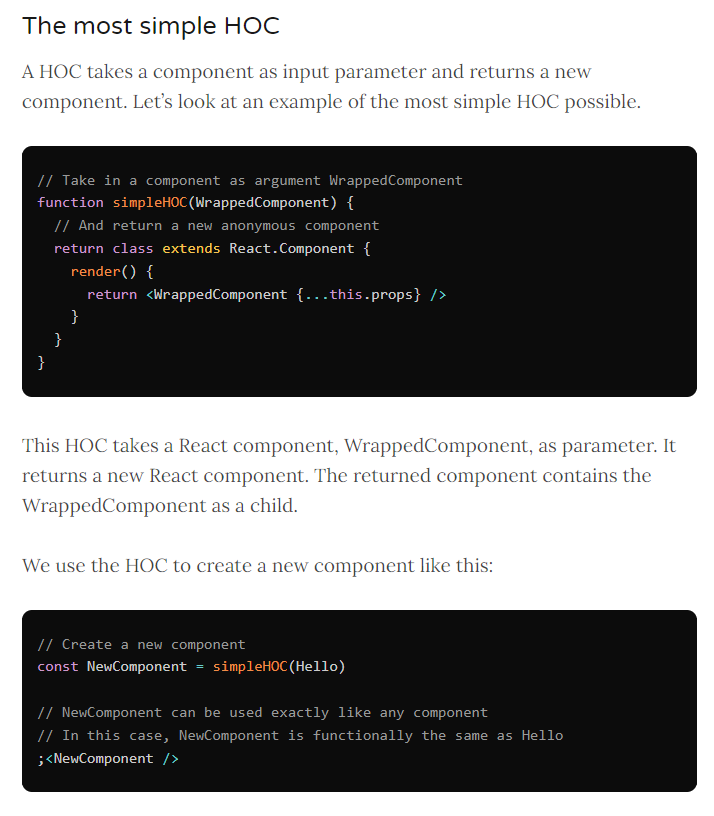 The most simple HOC
A HOC takes a component as input parameter and returns a new
component. Let’s look at an example of the most simple HOC possible.
// Take in a component as argument WrappedComponent
function simpleHOC(WrappedComponent) {
  // And return a new anonymous component
  return class extends React.Component {
    render() {
      return <WrappedComponent {...this.props} />
    }
  }
}
This HOC takes a React component, WrappedComponent, as parameter. It
returns a new React component. The returned component contains the
WrappedComponent as a child.
We use the HOC to create a new component like this:
// Create a new component
const NewComponent = simpleHOC(Hello)
// NewComponent can be used exactly like any component
// In this case, NewComponent is functionally the same as Hello
;<NewComponent />